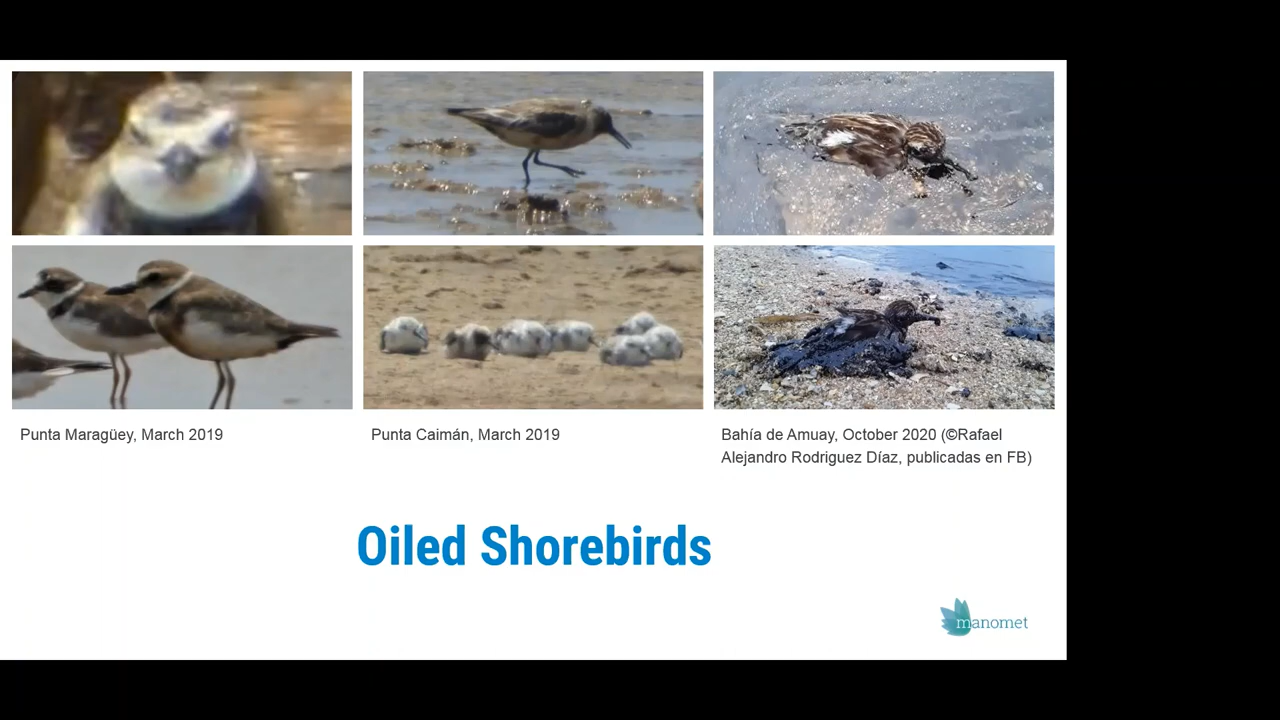 Punta Maragüey, March 2019
Punta Caimán, March 2019
Bahía de Amuay, October 2020 (©Rafael
Alejandro Rodriguez Díaz, publicadas en FB)
Oiled Shorebirds
manomet